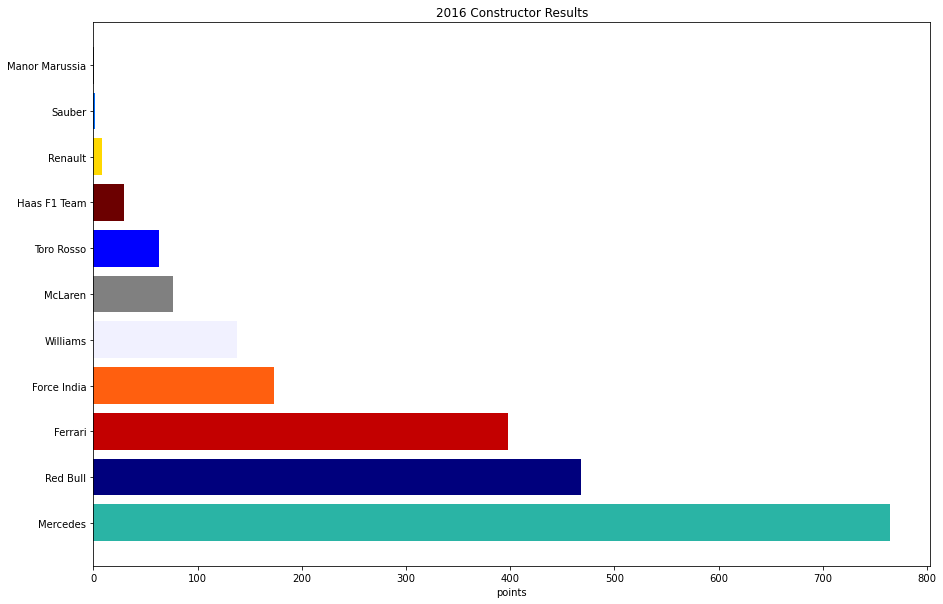 2016 Constructor Results
Manor Marussia
Sauber
Renault
Haas F1 Team
Toro Rosso
McLaren
Williams
Force India
Ferrari
Red Bull
Mercedes
0 100 200 300 400 500 600 700 800
points